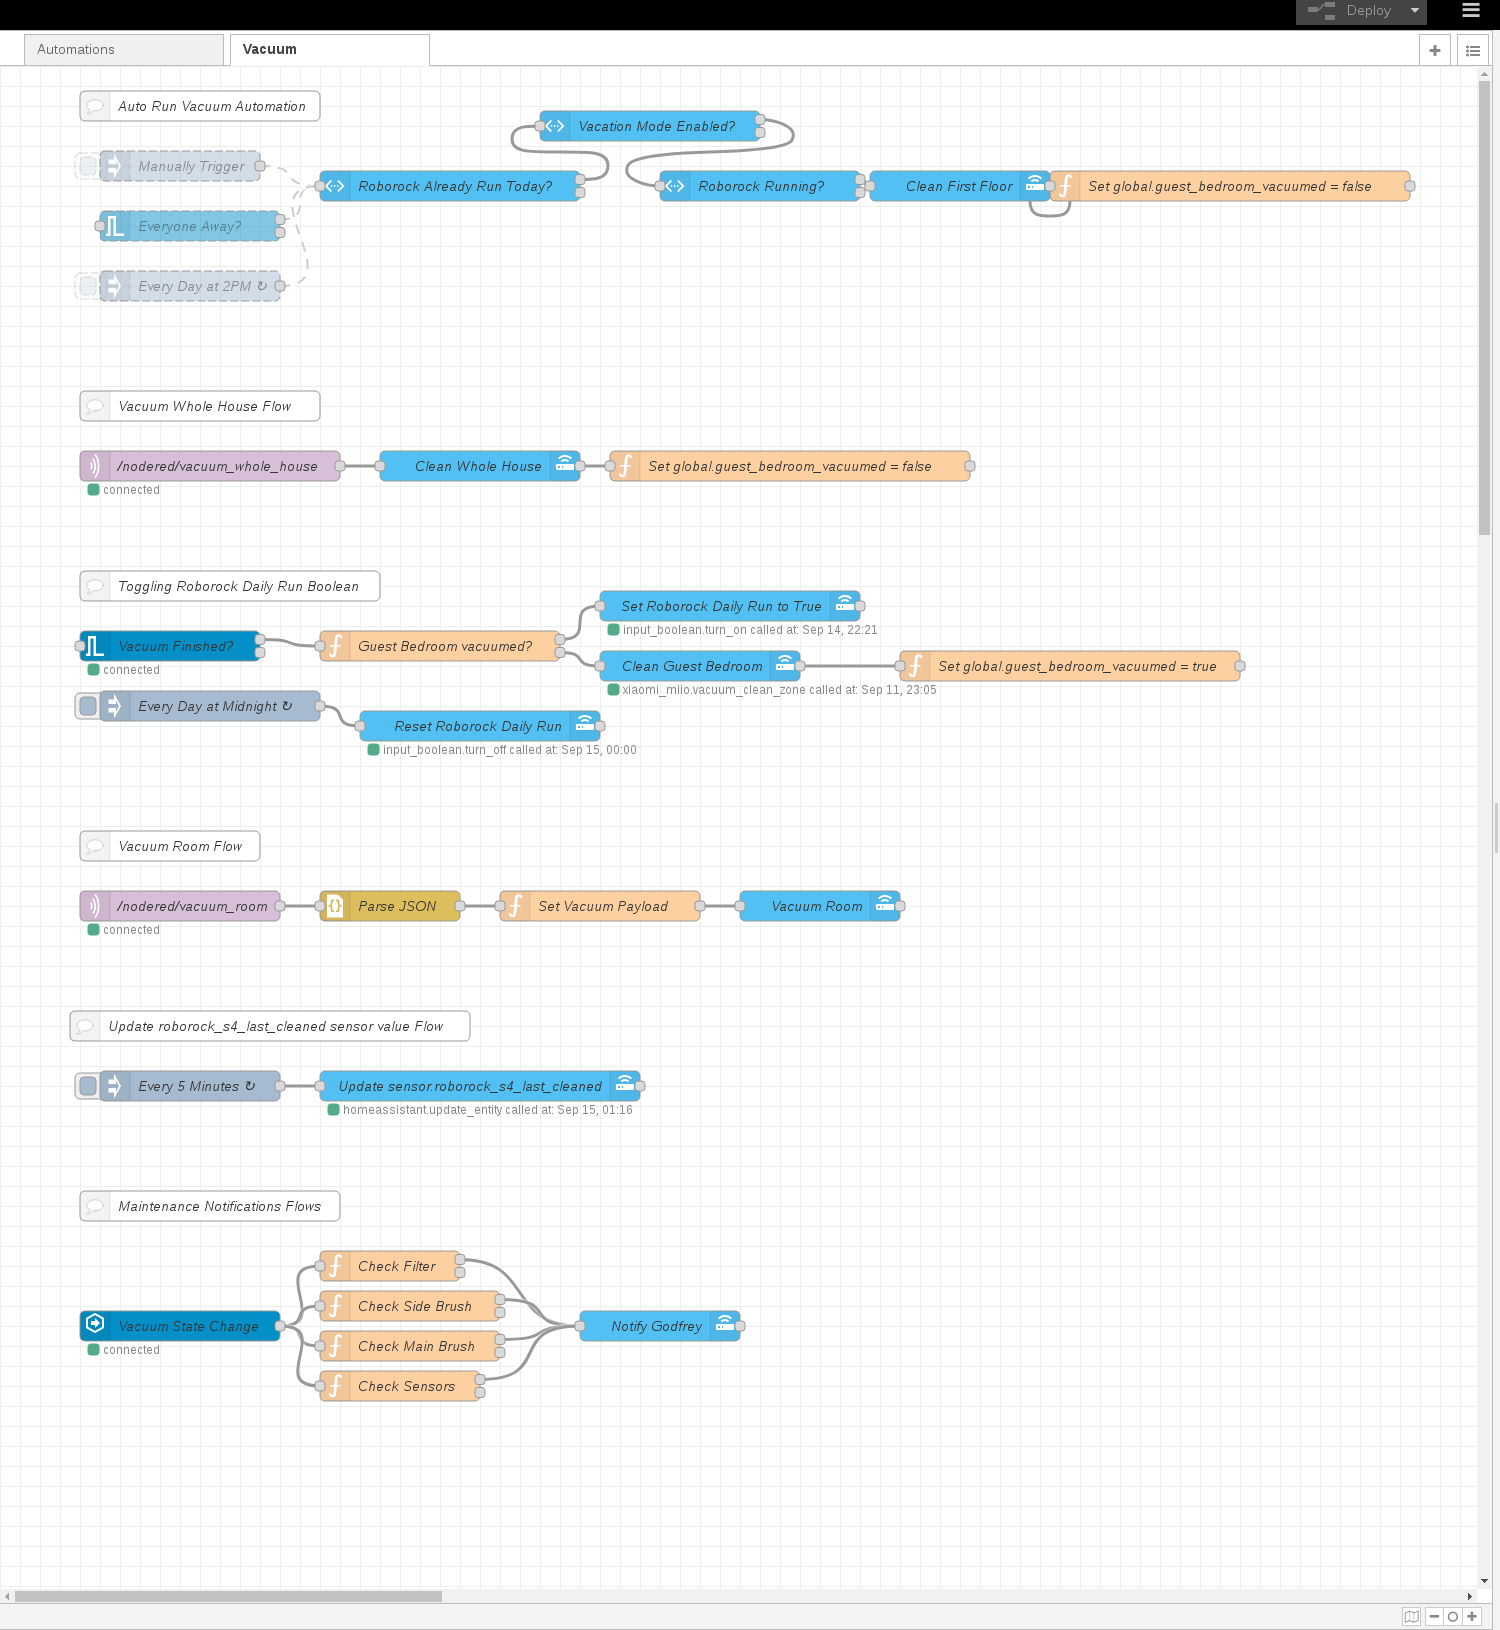 Deploy
Automations
Vacuum
Auto Run Vacuum Automation
Vacation Mode Enabled?
Manually Trigger
Roborock Already Run Today?
Roborock Running?
Clean First Floor
Set global.guest_bedroom_vacuumed = false
Everyone Away?
Every Day at 2PM ↻
Vacuum Whole House Flow
/nodered/vacuum_whole_house
Clean Whole House
Set global.guest_bedroom_vacuumed = false
connected
Toggling Roborock Daily Run Boolean
Set Roborock Daily Run to True
input_boolean.turn_on called at: Sep 14, 22:21
Vacuum Finished?
Guest Bedroom vacuumed?
connected
Clean Guest Bedroom
Set global.guest_bedroom_vacuumed = true
xiaomi_miio.vacuum_clean_zone called at: Sep 11, 23:05
Every Day at Midnight ↻
Reset Roborock Daily Run
input_boolean.turn_off called at: Sep 15, 00:00
Vacuum Room Flow
/nodered/vacuum_room
Parse JSON
Set Vacuum Payload
Vacuum Room
connected
Update roborock_s4_last_cleaned sensor value Flow
Every 5 Minutes ↻
Update sensor.roborock_s4_last_cleaned
homeassistant.update_entity called at: Sep 15, 01:16
Maintenance Notifications Flows
Check Filter
Check Side Brush
Vacuum State Change
Notify Godfrey
connected
Check Main Brush
Check Sensors